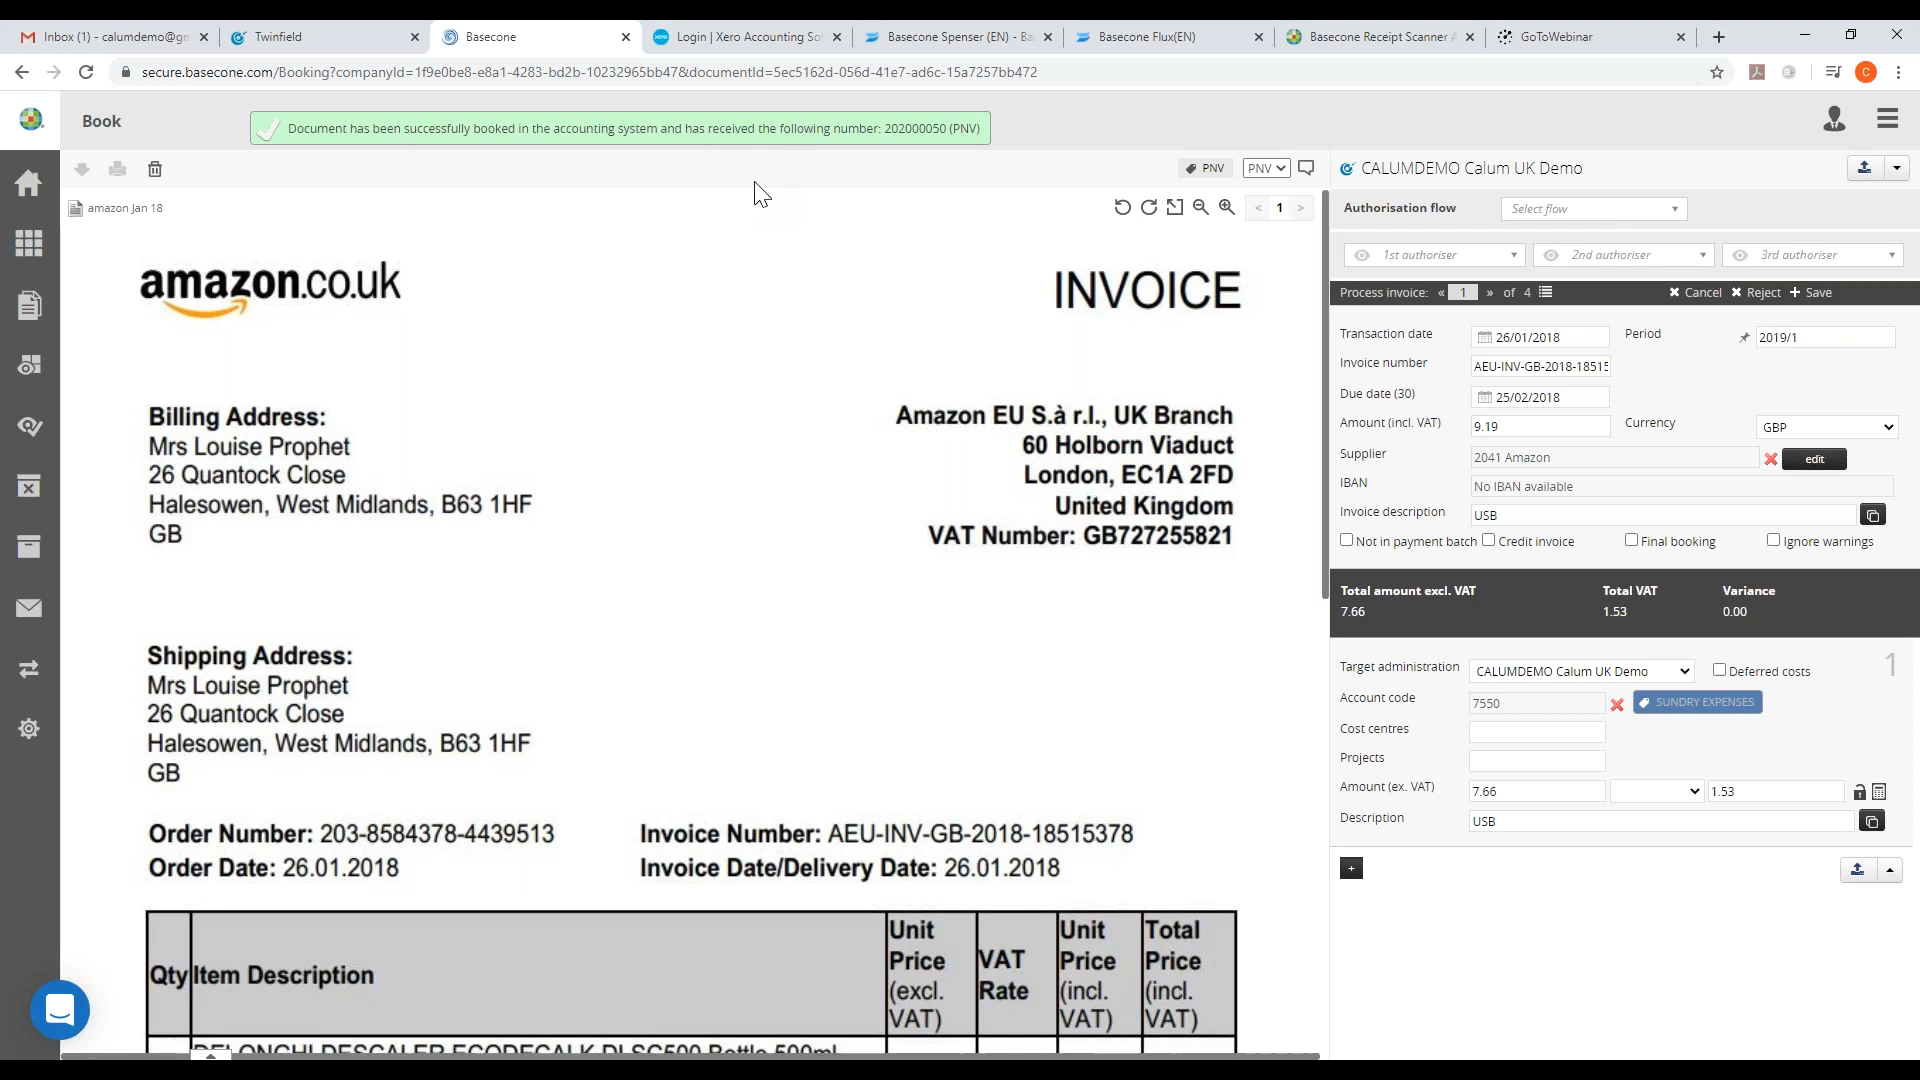 Inbox (1) - calumdemo@gm
Twinfield
Basecone
Login | Xero Accounting So
Basecone Spenser (EN) - Ba
Basecone Flux(EN)
Basecone Receipt Scanner A
GoToWebinar
secure.basecone.com/Booking?companyId=1f9e0be8-e8a1-4283-bd2b-10232965bb47&documentId=5ec5162d-056d-41e7-ad6c-15a7257bb472
C
Book
Document has been successfully booked in the accounting system and has received the following number: 202000050 (PNV)
PNV
PNV
amazon Jan 18
< 1 >
amazon.co.uk
INVOICE
Billing Address:
Mrs Louise Prophet
26 Quantock Close
Halesowen, West Midlands, B63 1HF
GB
Amazon EU S.à r.l., UK Branch
60 Holborn Viaduct
London, EC1A 2FD
United Kingdom
VAT Number: GB727255821
Shipping Address:
Mrs Louise Prophet
26 Quantock Close
Halesowen, West Midlands, B63 1HF
GB
Order Number: 203-8584378-4439513
Order Date: 26.01.2018
Invoice Number: AEU-INV-GB-2018-18515378
Invoice Date/Delivery Date: 26.01.2018
Qty
Item Description
Unit Price (excl. VAT)
VAT Rate
Unit Price (incl. VAT)
Total Price (incl. VAT)
DELONGHI DESCALER ECODECALK DLSC500 Bottle 500ml
CALUMDEMO Calum UK Demo
Authorisation flow
Select flow
1st authoriser
2nd authoriser
3rd authoriser
Process invoice: « 1 » of 4
Cancel
Reject
Save
Transaction date
26/01/2018
Period
2019/1
Invoice number
AEU-INV-GB-2018-18515
Due date (30)
25/02/2018
Amount (incl. VAT)
9.19
Currency
GBP
Supplier
2041 Amazon
edit
IBAN
No IBAN available
Invoice description
USB
Not in payment batch
Credit invoice
Final booking
Ignore warnings
Total amount excl. VAT
Total VAT
Variance
7.66
1.53
0.00
1
Target administration
CALUMDEMO Calum UK Demo
Deferred costs
Account code
7550
SUNDRY EXPENSES
Cost centres
Projects
Amount (ex. VAT)
7.66
1.53
Description
USB
+